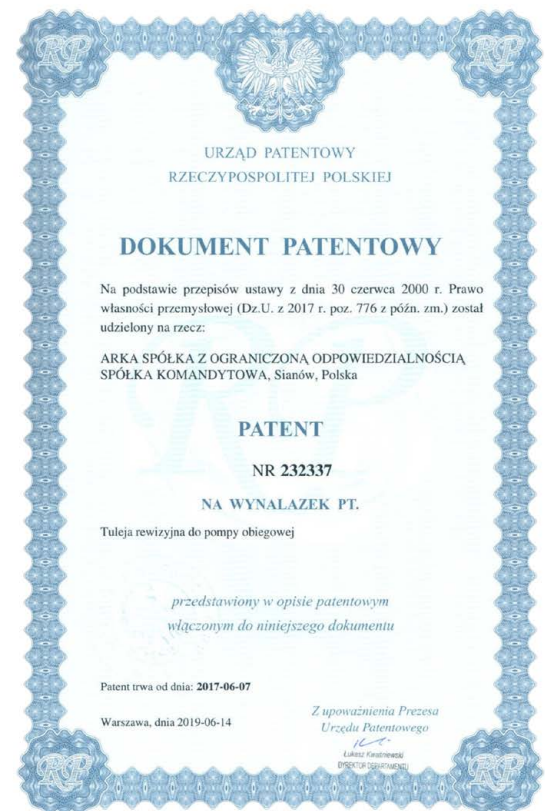 URZĄD PATENTOWY
RZECZYPOSPOLITEJ POLSKIEJ
DOKUMENT PATENTOWY
Na podstawie przepisów ustawy z dnia 30 czerwca 2000 r. Prawo
własności przemysłowej (Dz.U. z 2017 r. poz. 776 z późn. zm.) został
udzielony na rzecz:
ARKA SPÓŁKA Z OGRANICZONĄ ODPOWIEDZIALNOŚCIĄ
SPÓŁKA KOMANDYTOWA, Sianów, Polska
PATENT
NR 232337
NA WYNALAZEK PT.
Tuleja rewizyjna do pompy obiegowej
przedstawiony w opisie patentowym
włączonym do niniejszego dokumentu
Patent trwa od dnia: 2017-06-07
Warszawa, dnia 2019-06-14
Z upoważnienia Prezesa
Urzędu Patentowego
Łukasz Kwaśniewski
DYREKTOR DEPARTAMENTU